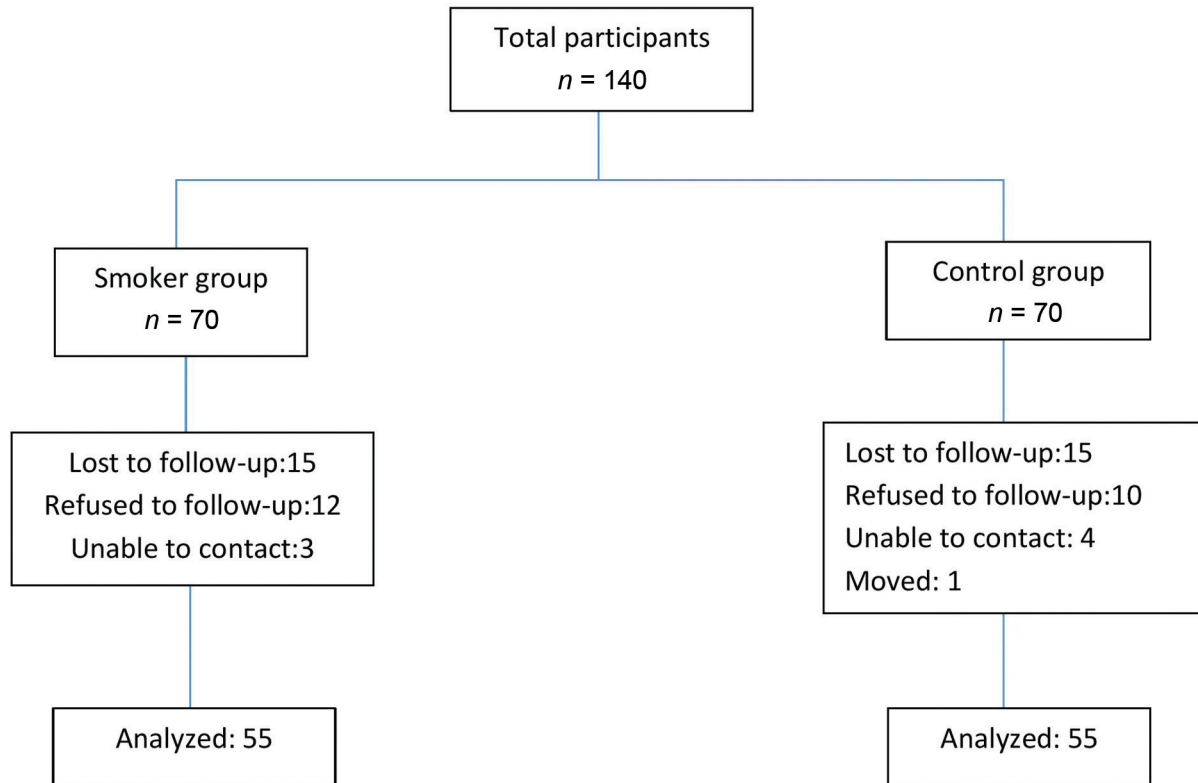 Total participants
n = 140
Smoker group
n = 70
Control group
n = 70
Lost to follow-up:15
Refused to follow-up:12
Unable to contact:3
Lost to follow-up:15
Refused to follow-up:10
Unable to contact: 4
Moved: 1
Analyzed: 55
Analyzed: 55